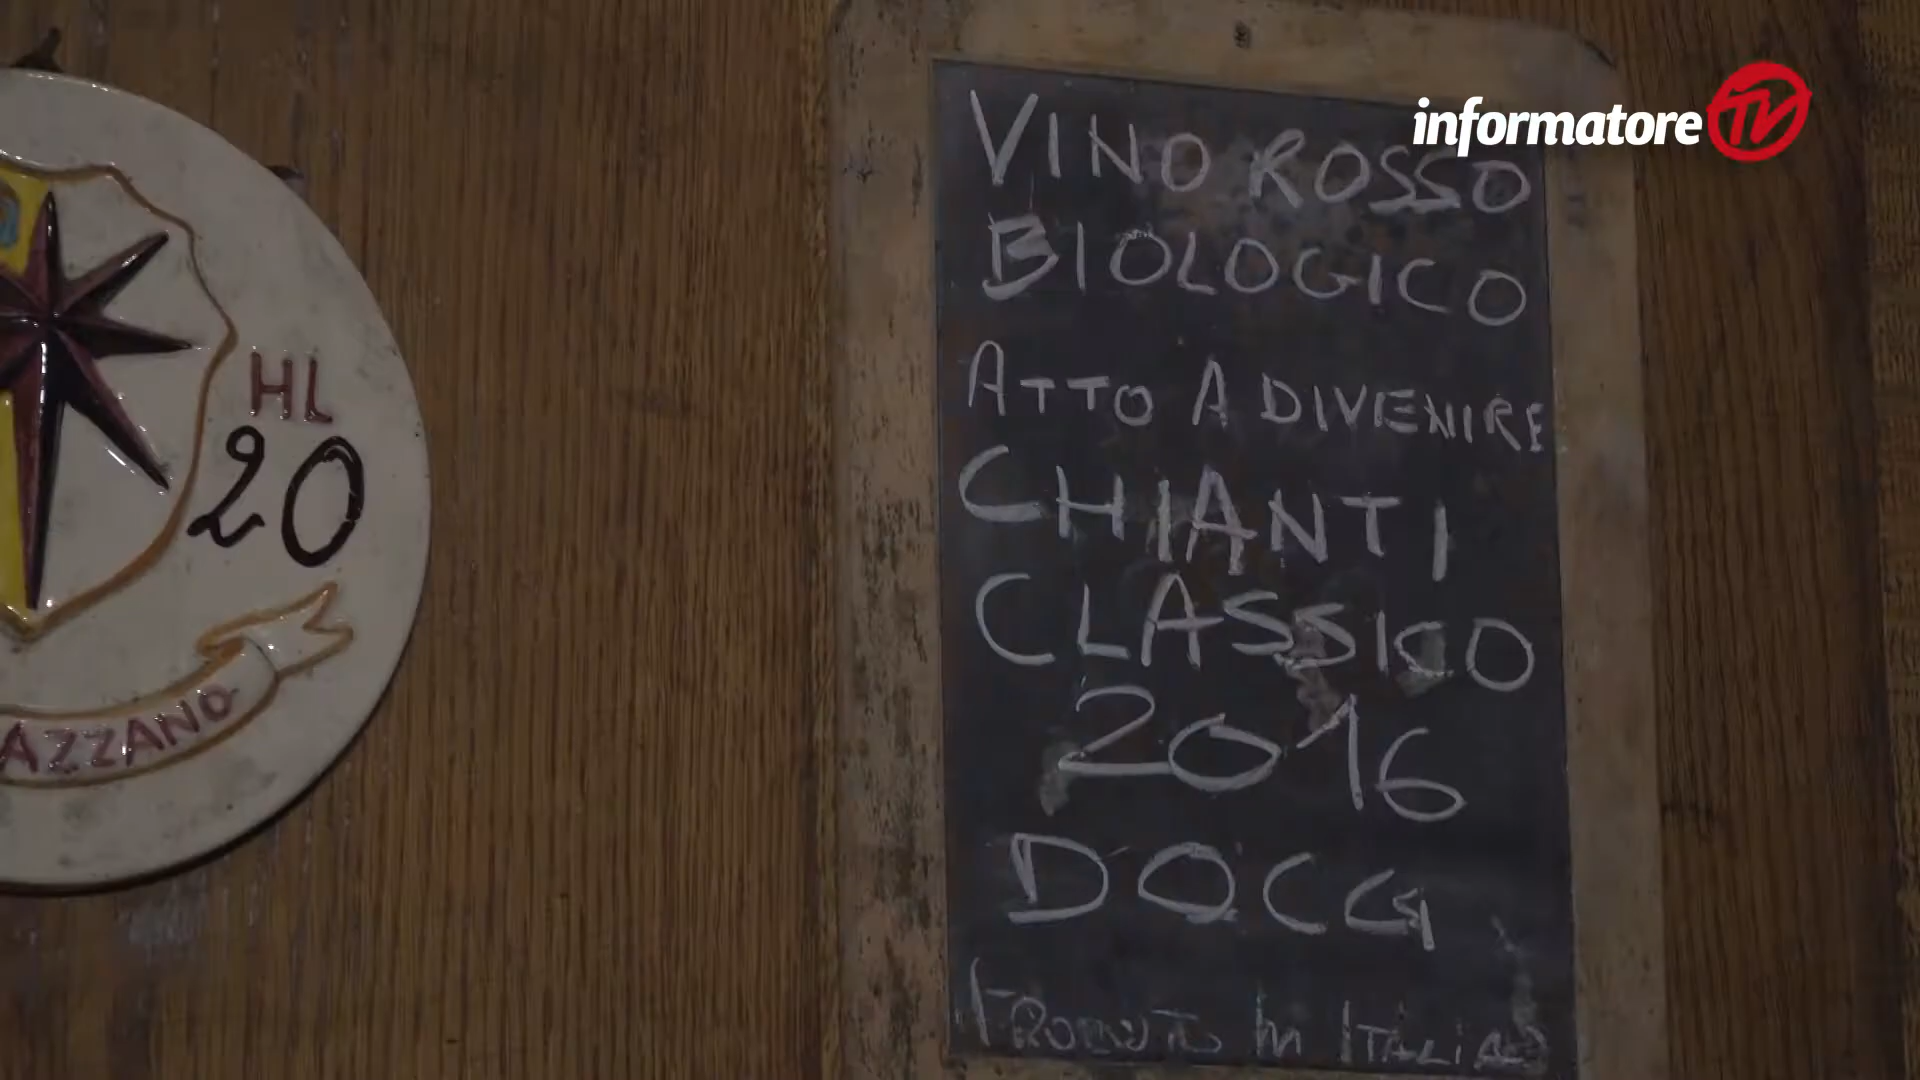 informatore TV
VINO ROSSO
BIOLOGICO
ATTO A DIVENIRE
CHIANTI
CLASSICO
2016
DOCG
PRODOTTO IN ITALIA
HL
20
AZZANO